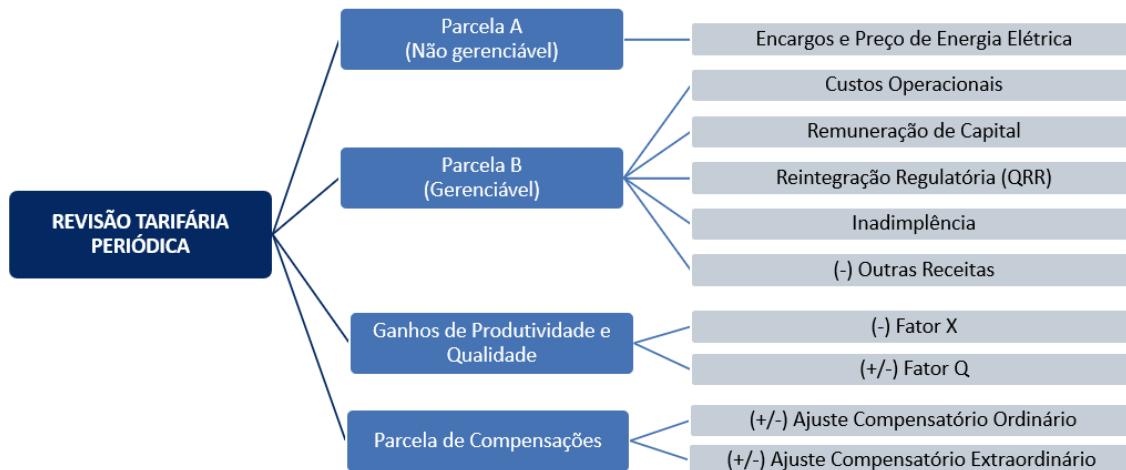 REVISÃO TARIFÁRIA
PERIÓDICA
Parcela A
(Não gerenciável)
Encargos e Preço de Energia Elétrica
Parcela B
(Gerenciável)
Custos Operacionais
Remuneração de Capital
Reintegração Regulatória (QRR)
Inadimplência
(-) Outras Receitas
Ganhos de Produtividade e
Qualidade
(-) Fator X
(+/-) Fator Q
Parcela de Compensações
(+/-) Ajuste Compensatório Ordinário
(+/-) Ajuste Compensatório Extraordinário